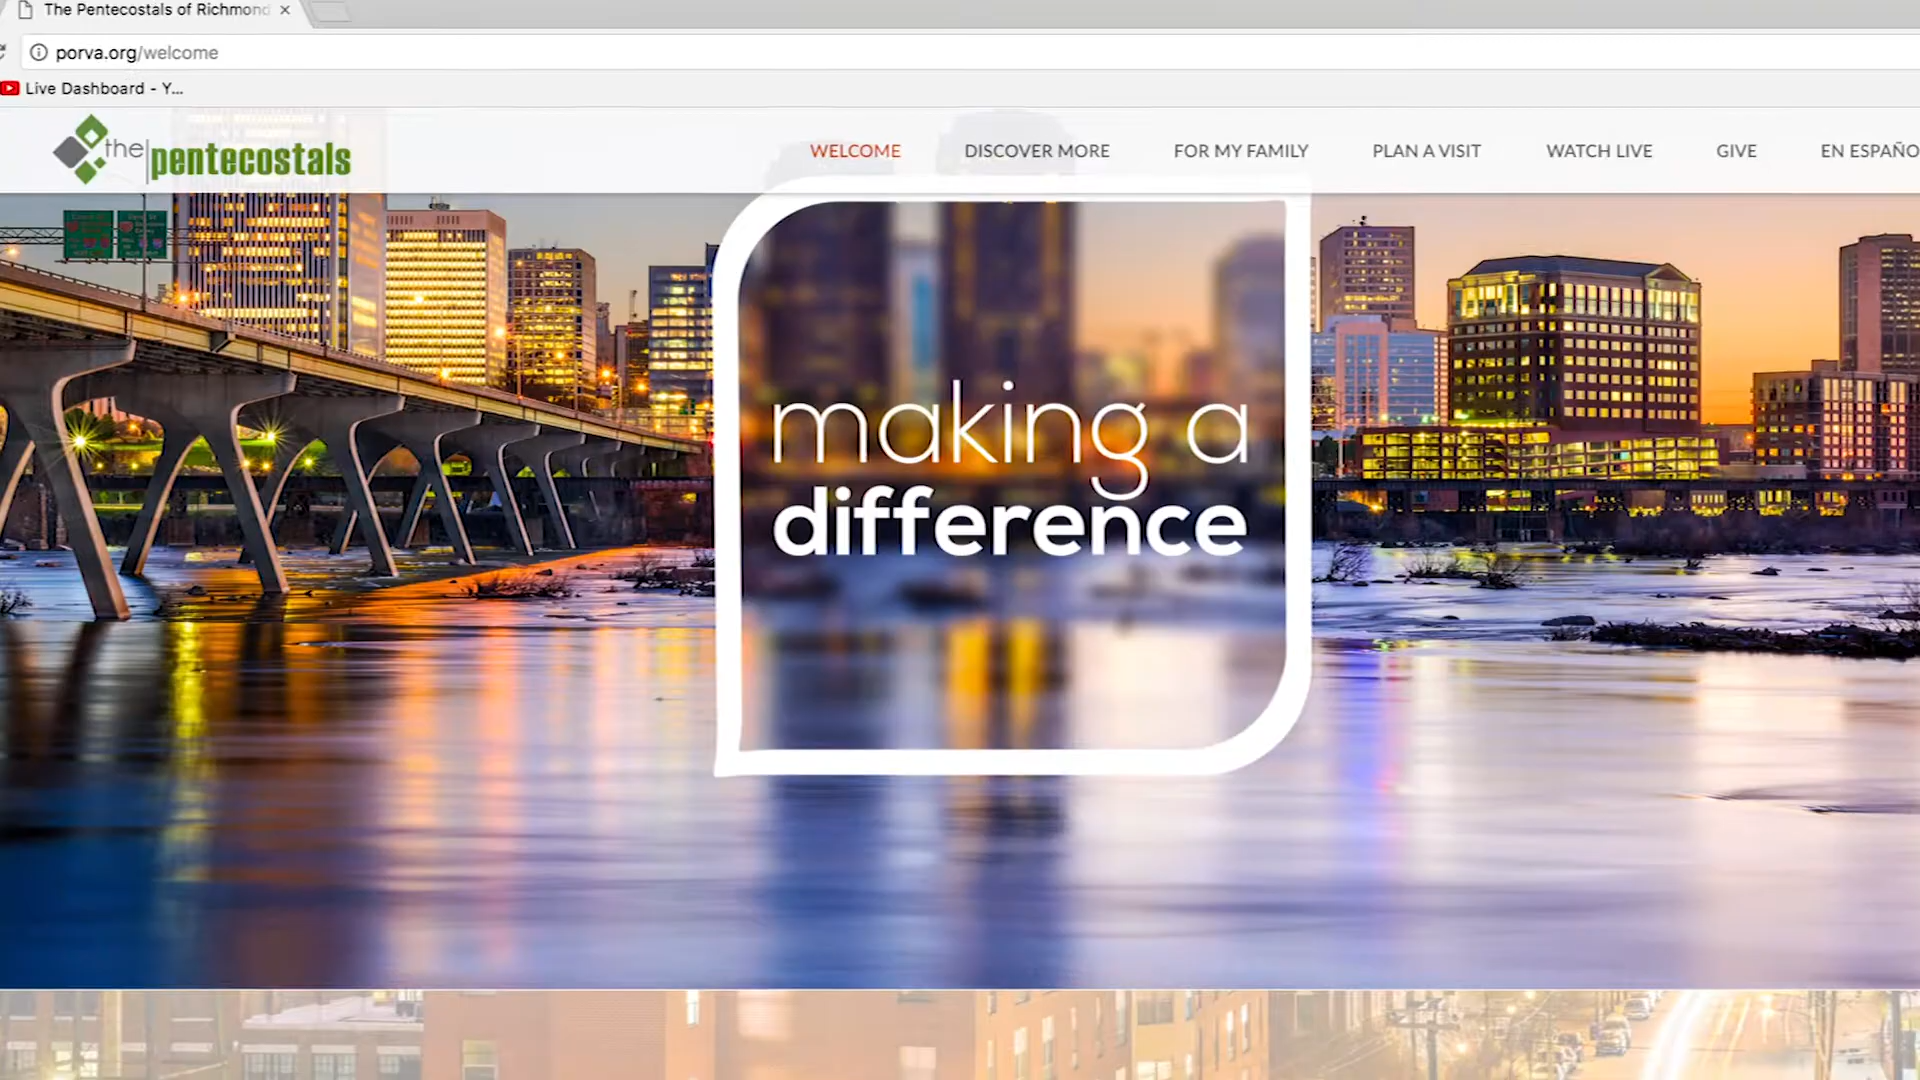 The Pentecostals of Richmond
porva.org/welcome
Live Dashboard - Y...
the pentecostals
WELCOME
DISCOVER MORE
FOR MY FAMILY
PLAN A VISIT
WATCH LIVE
GIVE
EN ESPAÑO
making a
difference